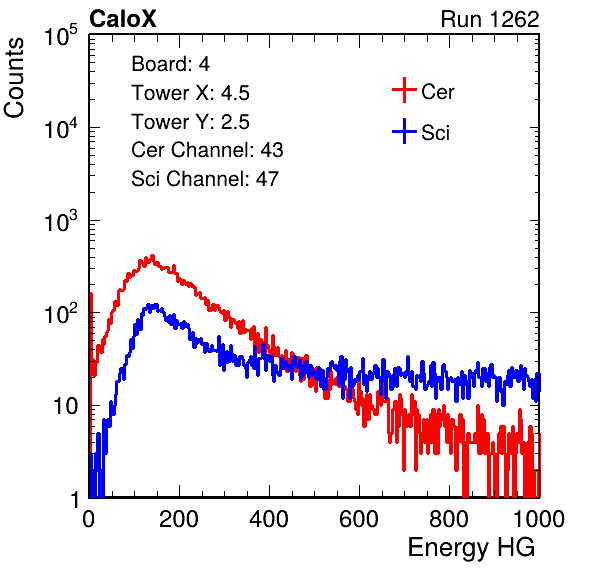 CaloX Run 1262
Counts
10^5
10^4
10^3
10^2
10
1
Board: 4
Tower X: 4.5
Tower Y: 2.5
Cer Channel: 43
Sci Channel: 47
Cer
Sci
0 200 400 600 800 1000
Energy HG